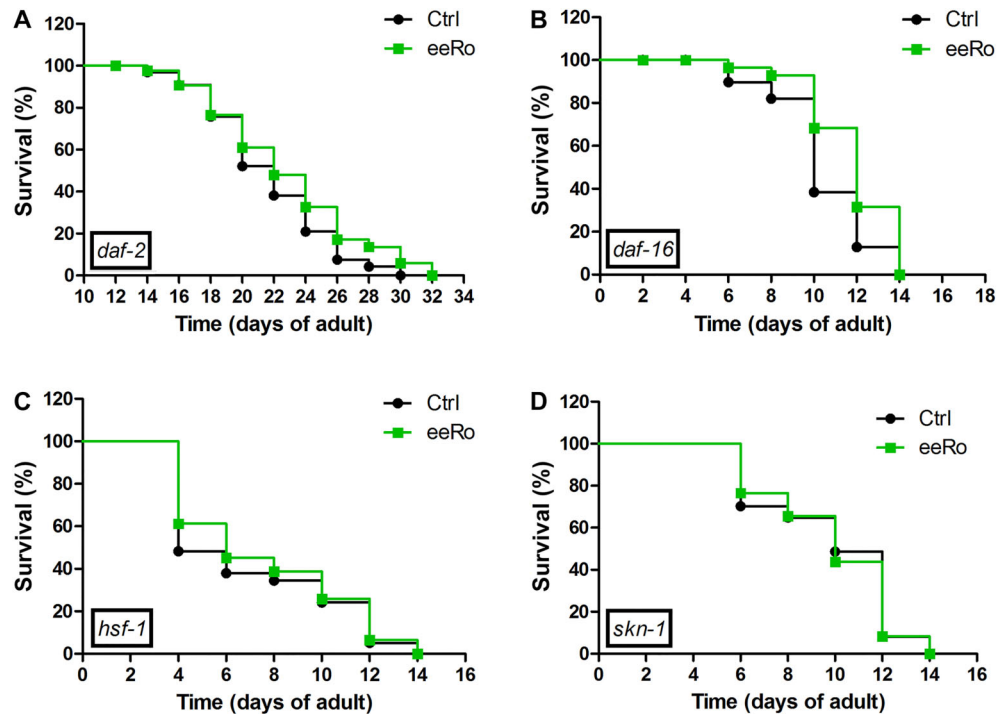 A
120
100
80
60
40
20
0
Survival (%)
Ctrl
eeRo
daf-2
10 12 14 16 18 20 22 24 26 28 30 32 34
Time (days of adult)
B
120
100
80
60
40
20
0
Survival (%)
Ctrl
eeRo
daf-16
0 2 4 6 8 10 12 14 16 18
Time (days of adult)
C
120
100
80
60
40
20
0
Survival (%)
Ctrl
eeRo
hsf-1
0 2 4 6 8 10 12 14 16
Time (days of adult)
D
120
100
80
60
40
20
0
Survival (%)
Ctrl
eeRo
skn-1
0 2 4 6 8 10 12 14 16
Time (days of adult)